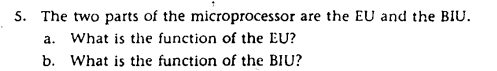 5. The two parts of the microprocessor are the EU and the BIU.
a. What is the function of the EU?
b. What is the function of the BIU?